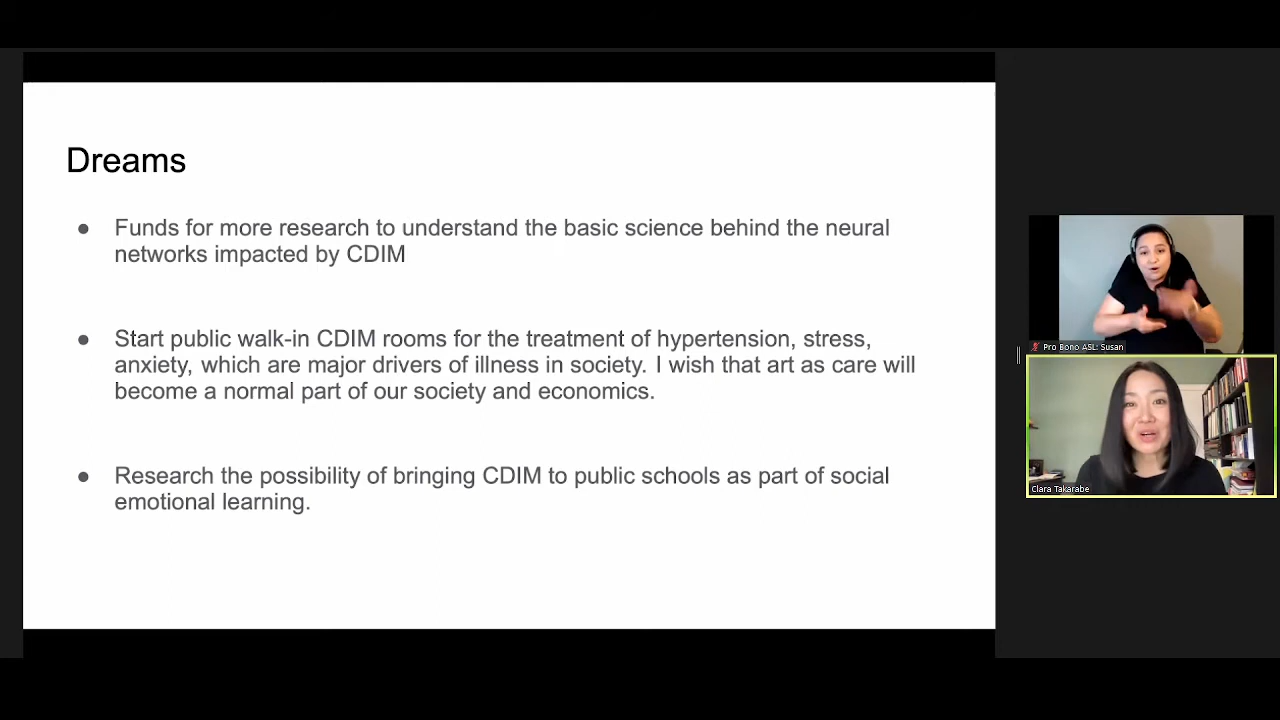 Dreams
● Funds for more research to understand the basic science behind the neural
networks impacted by CDIM
● Start public walk-in CDIM rooms for the treatment of hypertension, stress,
anxiety, which are major drivers of illness in society. I wish that art as care will
become a normal part of our society and economics.
● Research the possibility of bringing CDIM to public schools as part of social
emotional learning.
Pro Bono ASL: Susan
Clara Takarabe